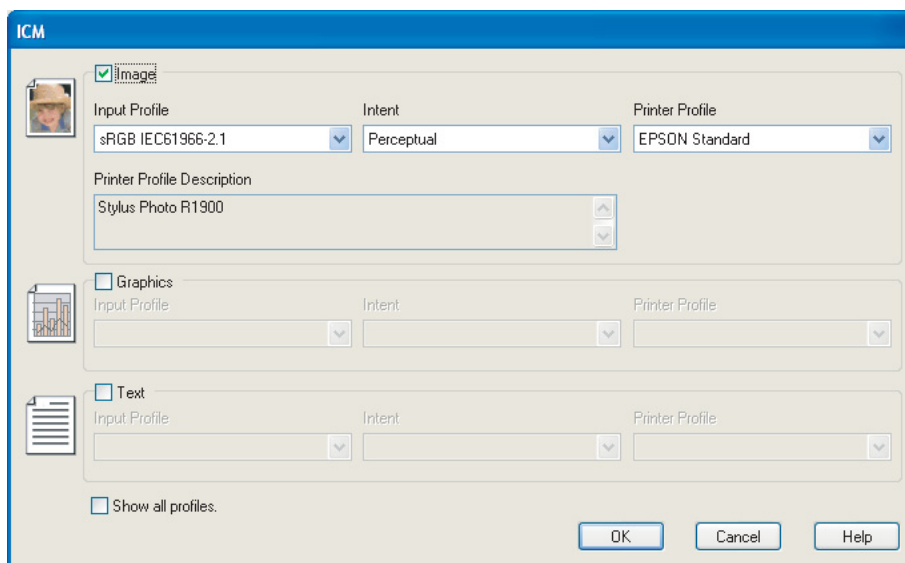 ICM
Image
Input Profile Intent Printer Profile
sRGB IEC61966-2.1 Perceptual EPSON Standard
Printer Profile Description
Stylus Photo R1900
Graphics
Input Profile Intent Printer Profile
Text
Input Profile Intent Printer Profile
Show all profiles.
OK Cancel Help